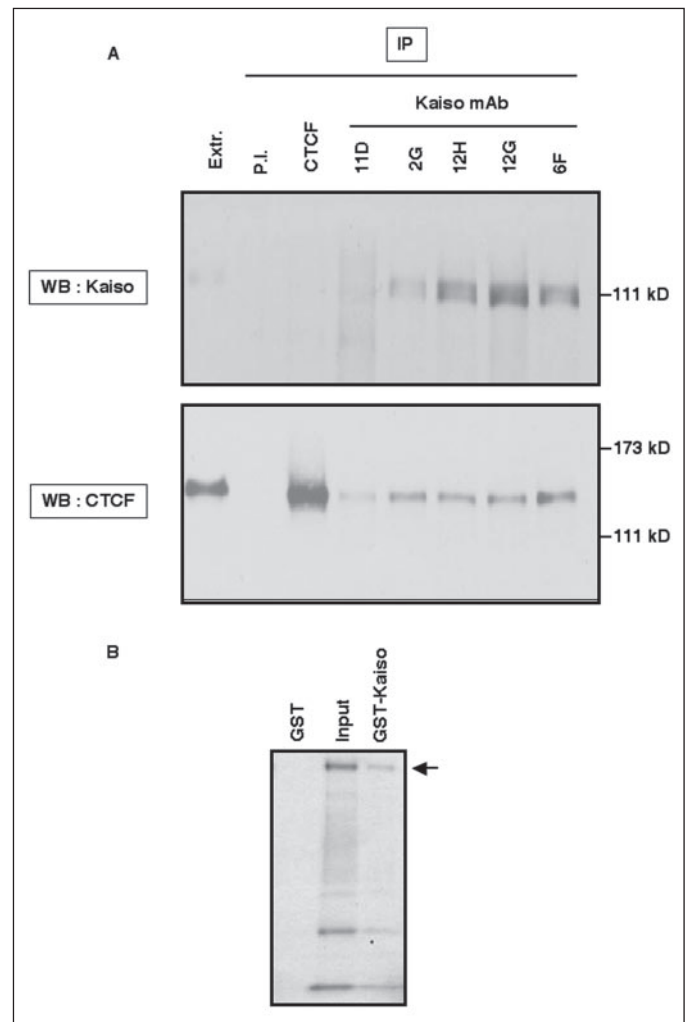 A
IP
Kaiso mAb
Extr.
P.I.
CTCF
11D
2G
12H
12G
6F
WB : Kaiso
111 kD
173 kD
WB : CTCF
111 kD
B
GST
Input
GST-Kaiso